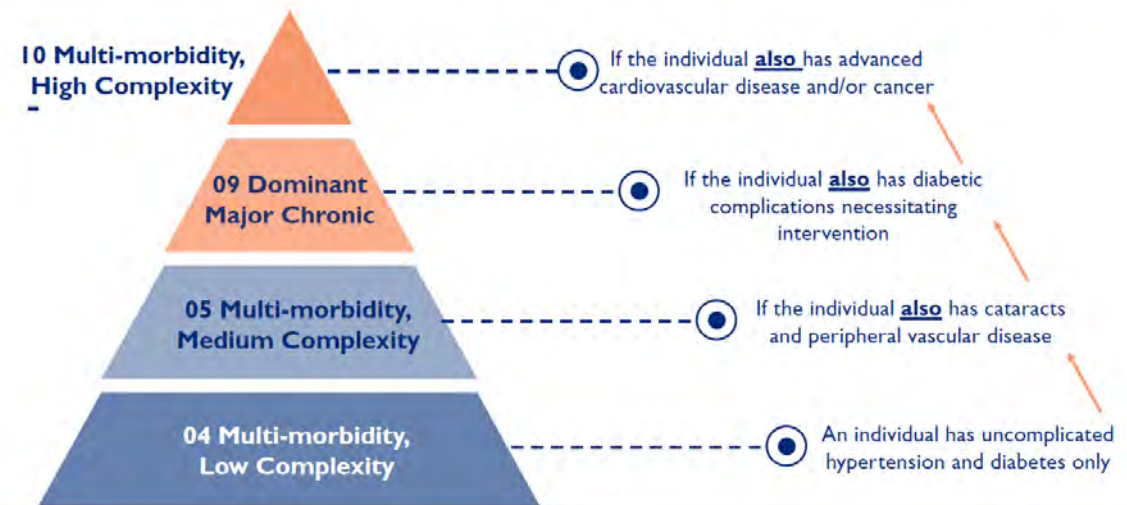 10 Multi-morbidity,
High Complexity
If the individual also has advanced
cardiovascular disease and/or cancer
09 Dominant
Major Chronic
If the individual also has diabetic
complications necessitating
intervention
05 Multi-morbidity,
Medium Complexity
If the individual also has cataracts
and peripheral vascular disease
04 Multi-morbidity,
Low Complexity
An individual has uncomplicated
hypertension and diabetes only